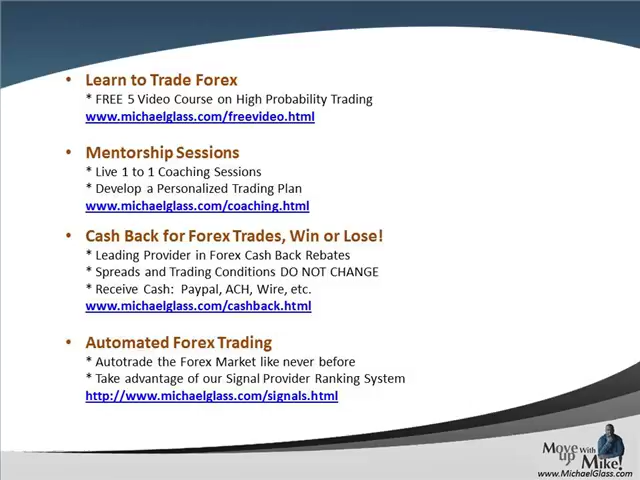 • Learn to Trade Forex
* FREE 5 Video Course on High Probability Trading
www.michaelglass.com/freevideo.html
• Mentorship Sessions
* Live 1 to 1 Coaching Sessions
* Develop a Personalized Trading Plan
www.michaelglass.com/coaching.html
• Cash Back for Forex Trades, Win or Lose!
* Leading Provider in Forex Cash Back Rebates
* Spreads and Trading Conditions DO NOT CHANGE
* Receive Cash: Paypal, ACH, Wire, etc.
www.michaelglass.com/cashback.html
• Automated Forex Trading
* Autotrade the Forex Market like never before
* Take advantage of our Signal Provider Ranking System
http://www.michaelglass.com/signals.html
Move up With Mike!
www.MichaelGlass.com